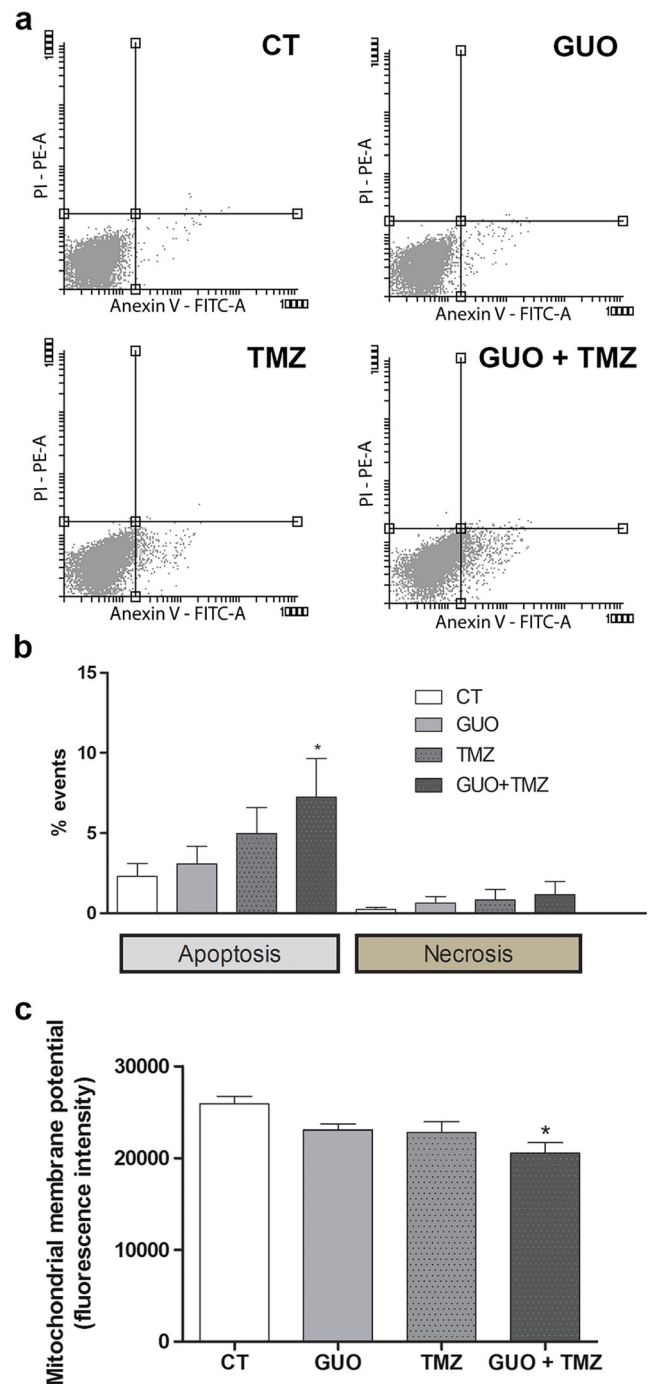 a
CT
PI - PE-A
Anexin V - FITC-A
GUO
PI - PE-A
Anexin V - FITC-A
TMZ
PI - PE-A
Anexin V - FITC-A
GUO + TMZ
PI - PE-A
Anexin V - FITC-A
b
15
10
5
0
% events
*
CT
GUO
TMZ
GUO+TMZ
Apoptosis
Necrosis
c
Mitochondrial membrane potential
(fluorescence intensity)
30000
20000
10000
0
*
CT
GUO
TMZ
GUO + TMZ